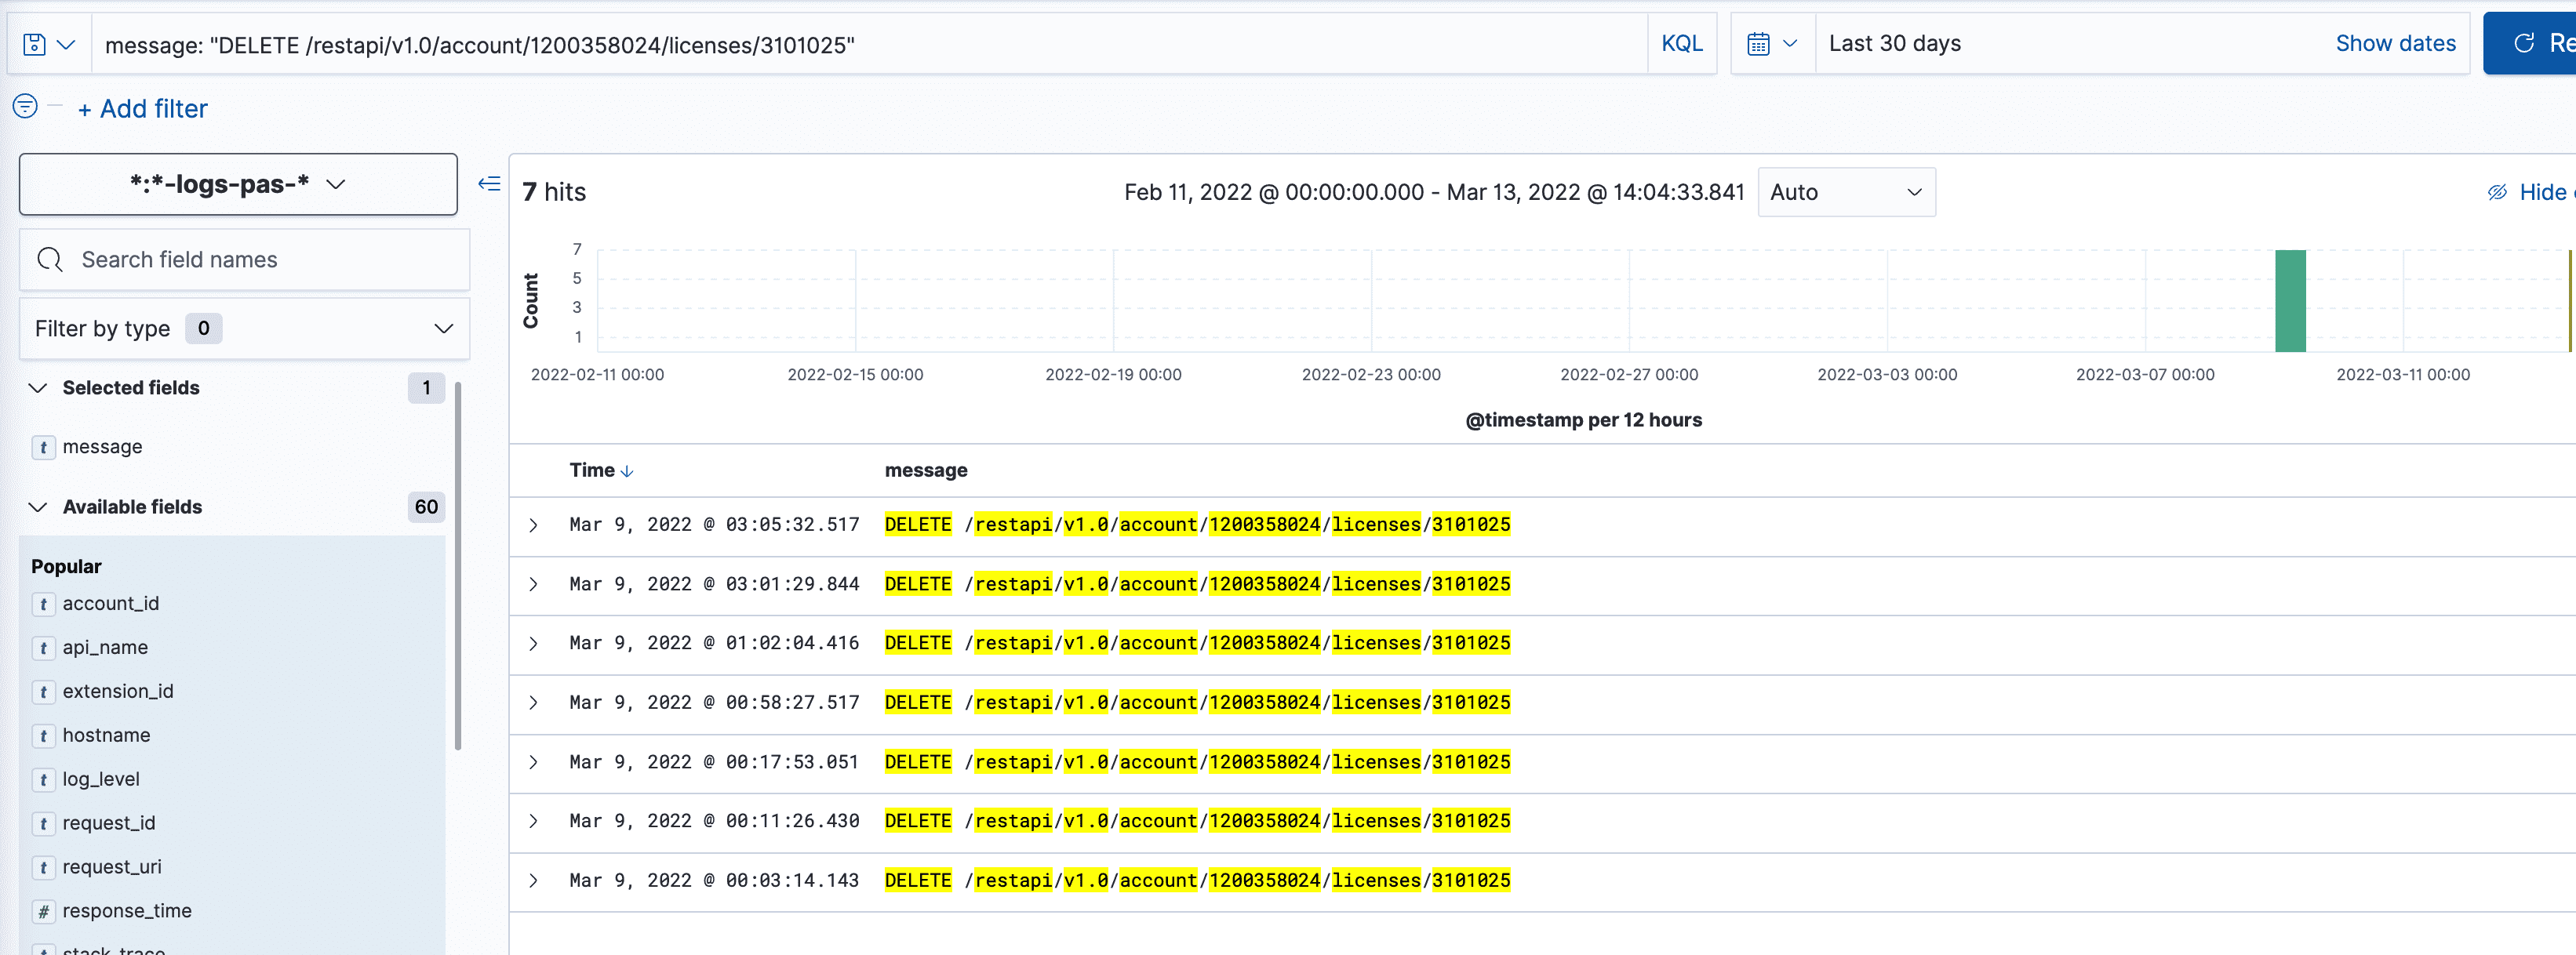 message: "DELETE /restapi/v1.0/account/1200358024/licenses/3101025" KQL Last 30 days Show dates Re
+ Add filter
*:*-logs-pas-*
Search field names
Filter by type 0
Selected fields 1
t message
Available fields 60
Popular
t account_id
t api_name
t extension_id
t hostname
t log_level
t request_id
t request_uri
# response_time
t stack_trace
7 hits Feb 11, 2022 @ 00:00:00.000 - Mar 13, 2022 @ 14:04:33.841 Auto Hide
Count
7
5
3
1
2022-02-11 00:00 2022-02-15 00:00 2022-02-19 00:00 2022-02-23 00:00 2022-02-27 00:00 2022-03-03 00:00 2022-03-07 00:00 2022-03-11 00:00
@timestamp per 12 hours
Time message
Mar 9, 2022 @ 03:05:32.517 DELETE /restapi/v1.0/account/1200358024/licenses/3101025
Mar 9, 2022 @ 03:01:29.844 DELETE /restapi/v1.0/account/1200358024/licenses/3101025
Mar 9, 2022 @ 01:02:04.416 DELETE /restapi/v1.0/account/1200358024/licenses/3101025
Mar 9, 2022 @ 00:58:27.517 DELETE /restapi/v1.0/account/1200358024/licenses/3101025
Mar 9, 2022 @ 00:17:53.051 DELETE /restapi/v1.0/account/1200358024/licenses/3101025
Mar 9, 2022 @ 00:11:26.430 DELETE /restapi/v1.0/account/1200358024/licenses/3101025
Mar 9, 2022 @ 00:03:14.143 DELETE /restapi/v1.0/account/1200358024/licenses/3101025